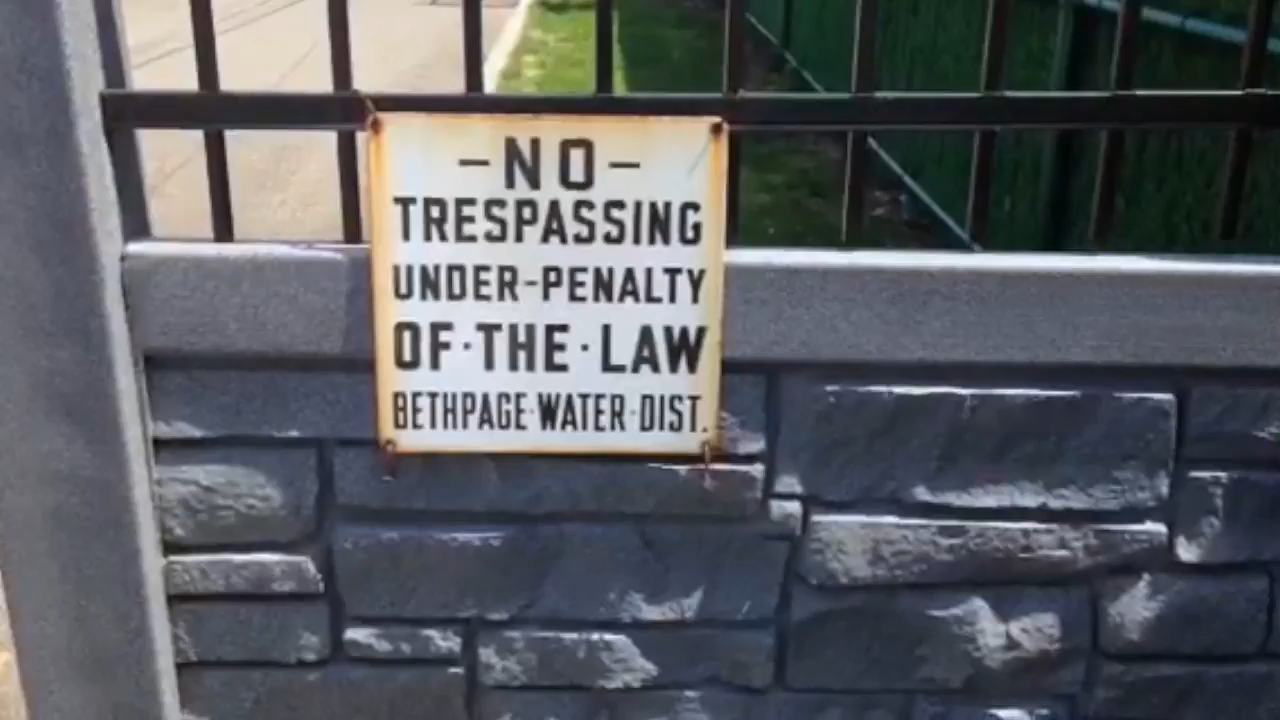 -NO-
TRESPASSING
UNDER-PENALTY
OF·THE·LAW
BETHPAGE·WATER·DIST.